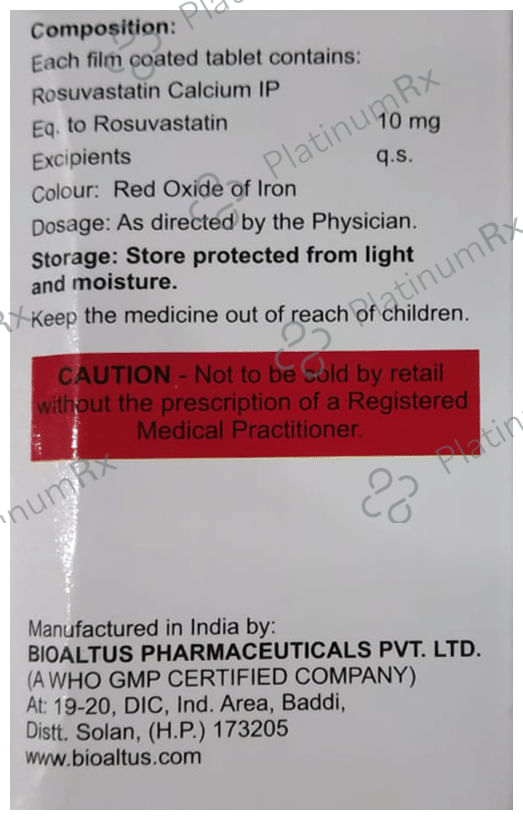 Composition:
Each film coated tablet contains:
Rosuvastatin Calcium IP
Eq. to Rosuvastatin 10 mg
Excipients q.s.
Colour: Red Oxide of Iron
Dosage: As directed by the Physician.
Storage: Store protected from light
and moisture.
Keep the medicine out of reach of children.
CAUTION - Not to be sold by retail
without the prescription of a Registered
Medical Practitioner.
Manufactured in India by:
BIOALTUS PHARMACEUTICALS PVT. LTD.
(A WHO GMP CERTIFIED COMPANY)
At: 19-20, DIC, Ind. Area, Baddi,
Distt. Solan, (H.P.) 173205
www.bioaltus.com
PlatinumRx
PlatinumRx